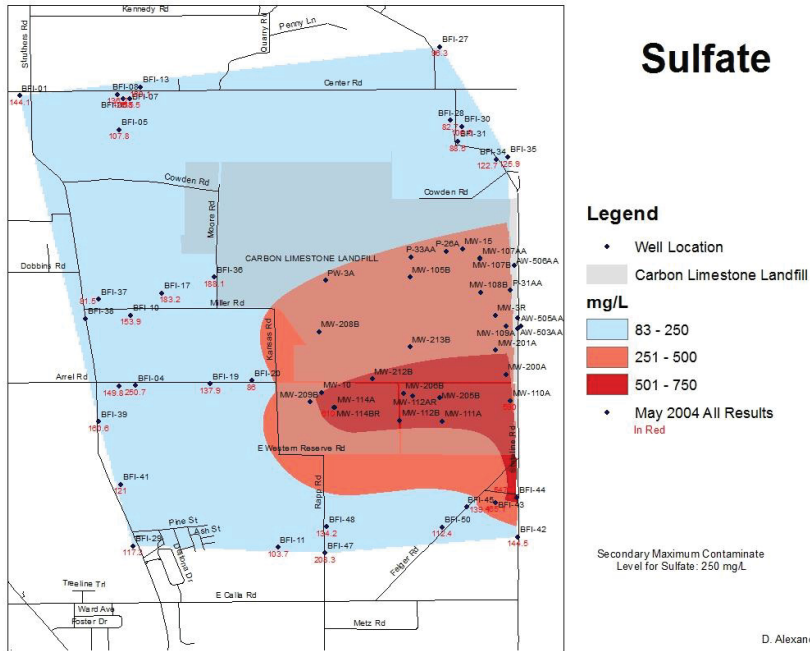 Sulfate
Kennedy Rd
Struthers Rd
Quarry Rd
Penny Ln
BFI-27
BFI-01
144.1
BFI-08
BFI-13
BFI-07
Center Rd
BFI-05
107.8
BFI-28
BFI-30
BFI-31
BFI-34
122.7
BFI-35
125.9
Cowden Rd
Cowden Rd
Moore Rd
CARBON LIMESTONE LANDFILL
P-33AA
P-26A
MW-15
MW-107AA
MW-107B
AW-506AA
Dobbins Rd
BFI-36
188.1
PW-3A
MW-105B
MW-108B
P-31AA
BFI-37
BFI-17
183.2
Miller Rd
BFI-38
BFI-10
153.9
MW-3R
AW-505AA
AW-503AA
MW-109A
MW-201A
Kansas Rd
MW-208B
MW-213B
Arrel Rd
149.8
BFI-04
250.7
BFI-19
137.9
BFI-20
86
MW-212B
MW-200A
MW-10
MW-209B
MW-114A
MW-114BR
MW-206B
MW-205B
MW-112AR
MW-112B
MW-111A
MW-110A
BFI-39
E Western Reserve Rd
Rapp Rd
BFI-41
121
BFI-44
BFI-45
BFI-43
BFI-42
144.5
Pine St
Ash St
BFI-29
BFI-11
103.7
BFI-48
134.2
BFI-47
BFI-50
112.4
Felger Rd
Treeline Trl
E Calla Rd
Ward Ave
Foster Dr
Metz Rd
Legend
Well Location
Carbon Limestone Landfill
mg/L
83 - 250
251 - 500
501 - 750
May 2004 All Results
In Red
Secondary Maximum Contaminate
Level for Sulfate: 250 mg/L
D. Alexan